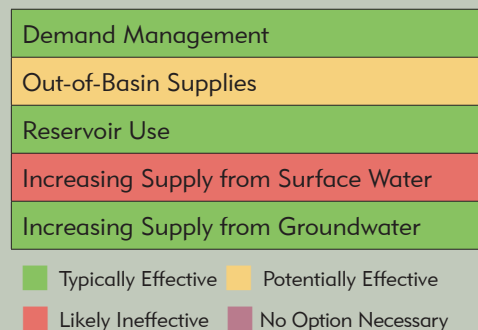 Demand Management
Out-of-Basin Supplies
Reservoir Use
Increasing Supply from Surface Water
Increasing Supply from Groundwater
Typically Effective Potentially Effective
Likely Ineffective No Option Necessary